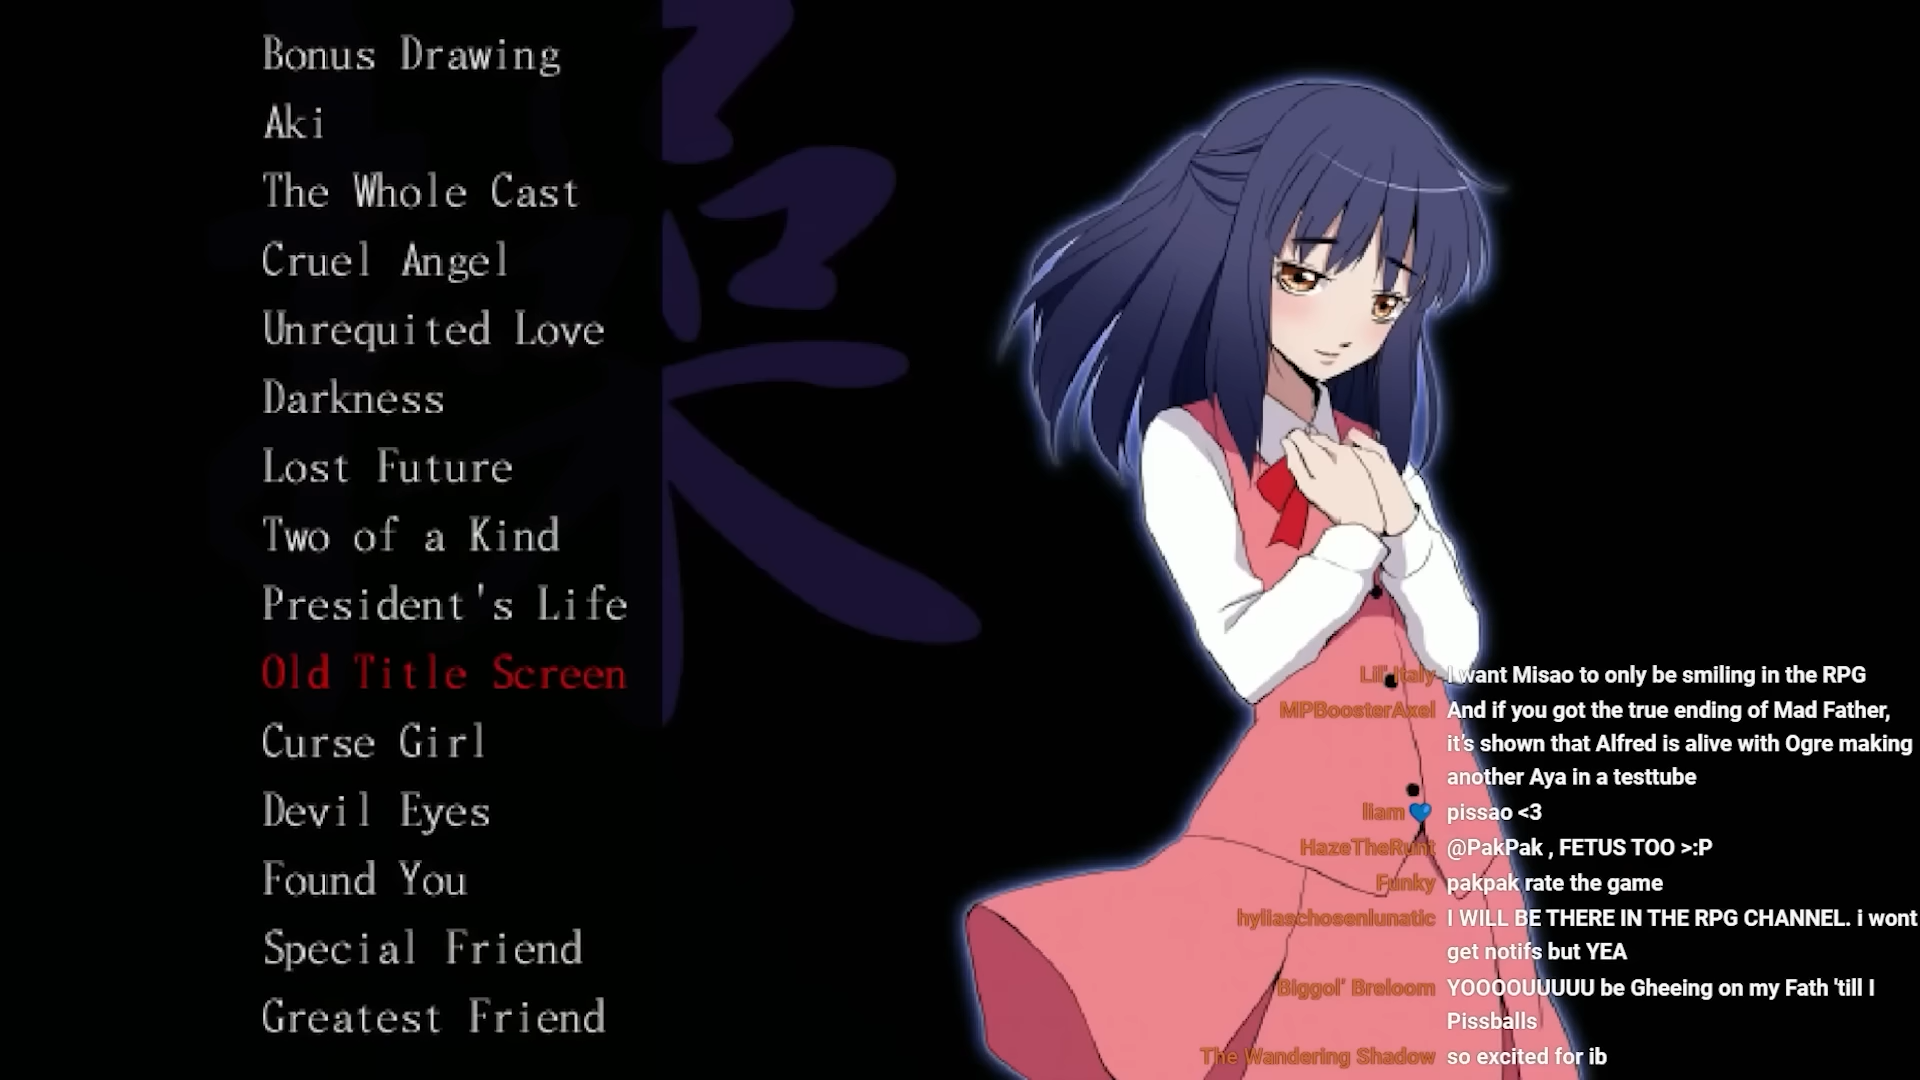 Bonus Drawing
Aki
The Whole Cast
Cruel Angel
Unrequited Love
Darkness
Lost Future
Two of a Kind
President's Life
Old Title Screen
Curse Girl
Devil Eyes
Found You
Special Friend
Greatest Friend
Lil' Italy I want Misao to only be smiling in the RPG
MPBoosterAxel And if you got the true ending of Mad Father,
it's shown that Alfred is alive with Ogre making
another Aya in a testtube
liam💙 pissao <3
HazeTheRunt @PakPak , FETUS TOO >:P
Funky pakpak rate the game
hyliaschosenlunatic I WILL BE THERE IN THE RPG CHANNEL. i wont
get notifs but YEA
Biggol' Breloom YOOOOUUUUU be Gheeing on my Fath 'till I
Pissballs
The Wandering Shadow so excited for ib